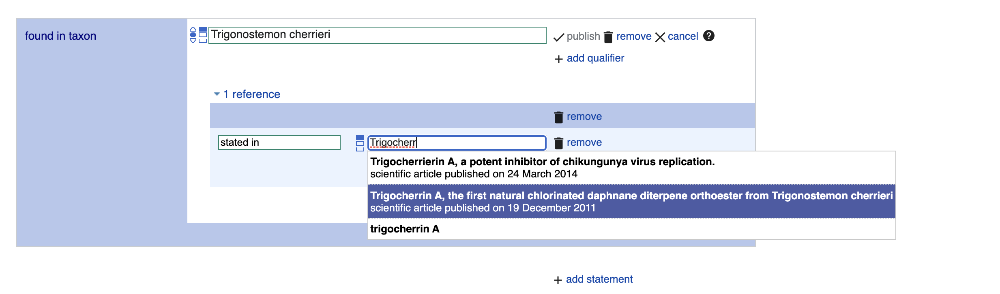 found in taxon
Trigonostemon cherrieri
publish remove cancel ?
+ add qualifier
1 reference
remove
stated in
Trigocherr
remove
Trigocherrierin A, a potent inhibitor of chikungunya virus replication.
scientific article published on 24 March 2014
Trigocherrin A, the first natural chlorinated daphnane diterpene orthoester from Trigonostemon cherrieri
scientific article published on 19 December 2011
trigocherrin A
+ add statement